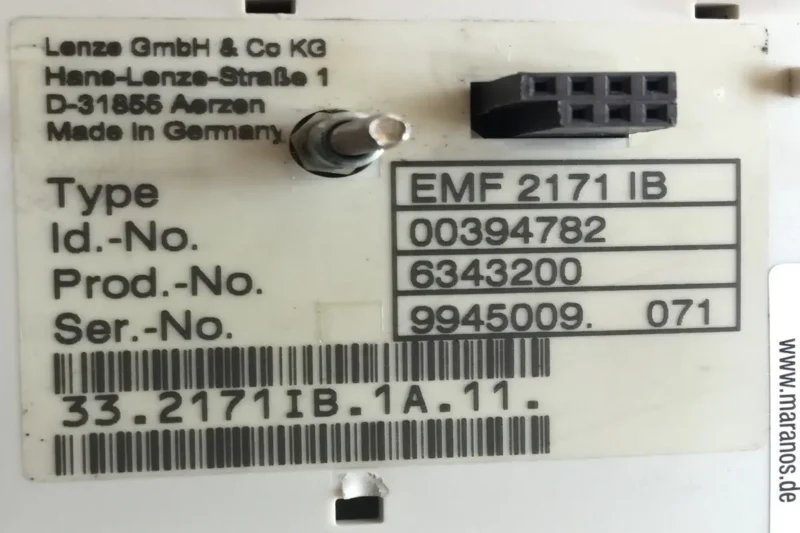 Lenze GmbH & Co KG
Hans-Lenze-Straße 1
D-31855 Aerzen
Made in Germany
Type EMF 2171 IB
Id.-No. 00394782
Prod.-No. 6343200
Ser.-No. 9945009. 071
33.2171IB.1A.11.
www.maranos.de